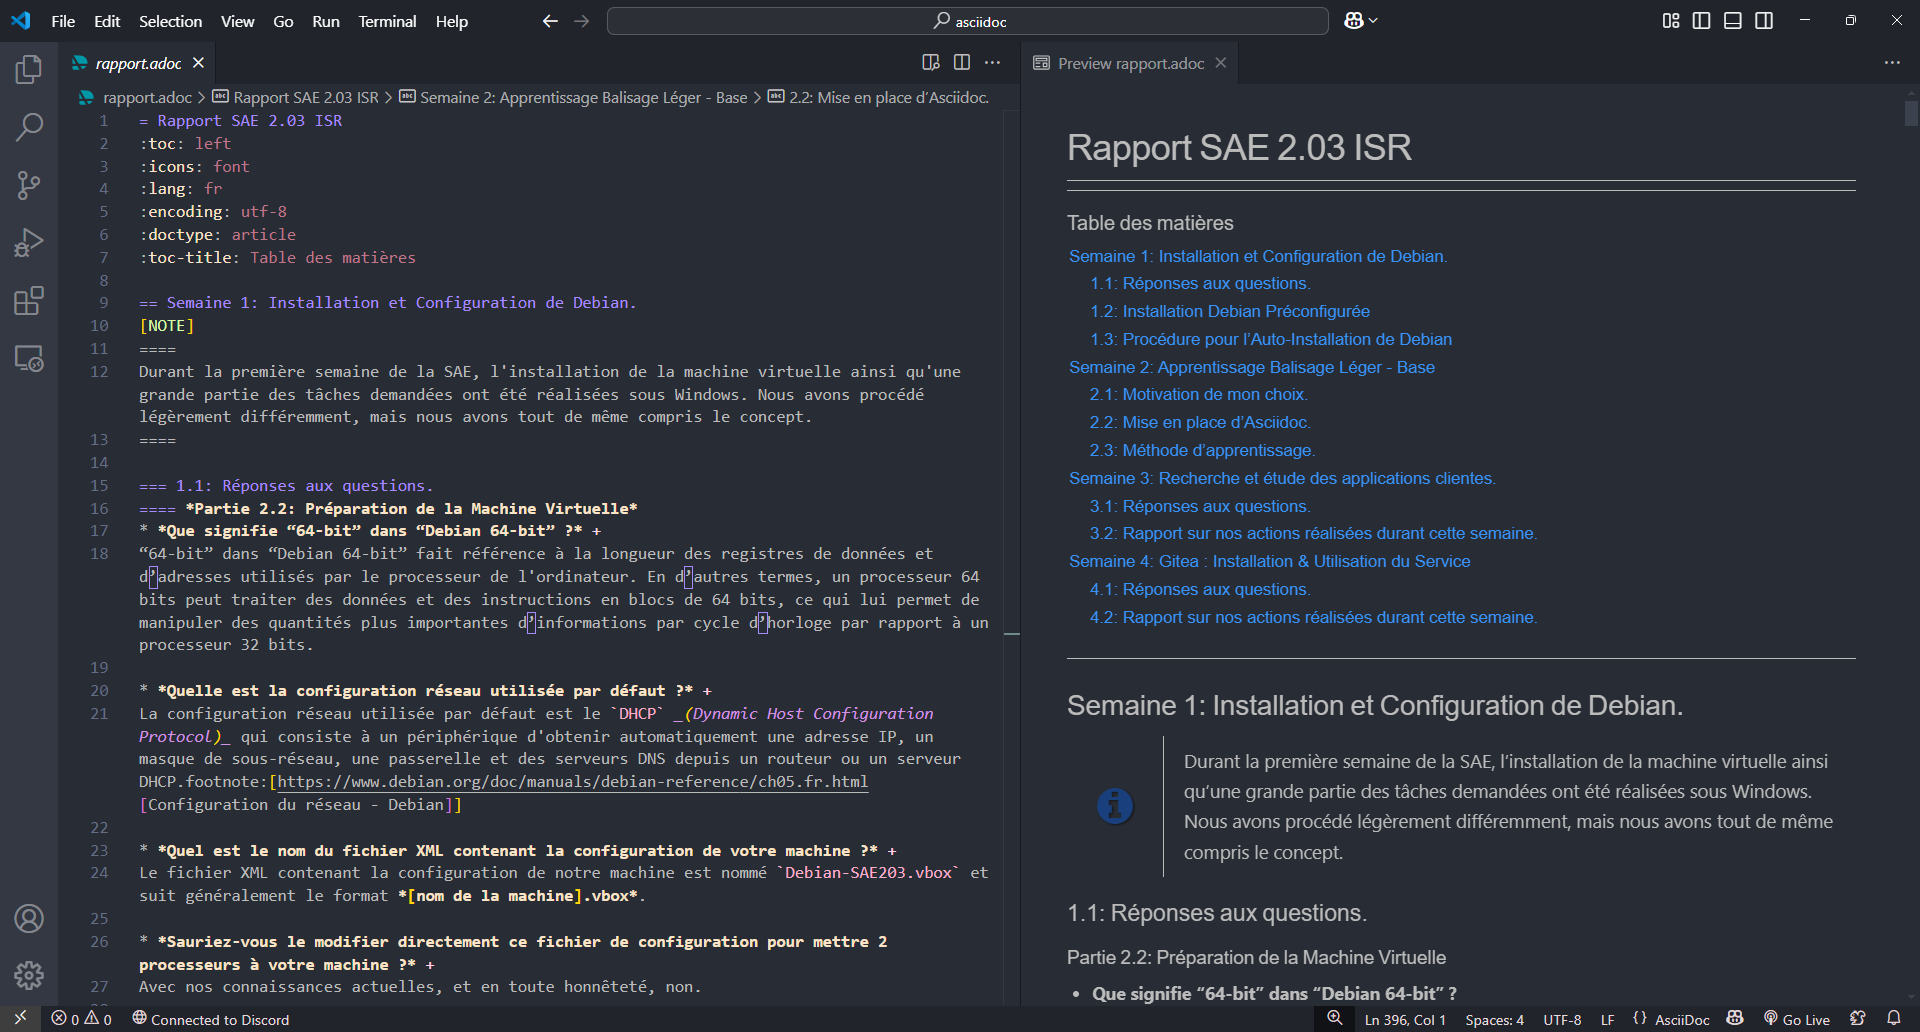 File Edit Selection View Go Run Terminal Help
asciidoc
rapport.adoc
Preview rapport.adoc
rapport.adoc > Rapport SAE 2.03 ISR > Semaine 2: Apprentissage Balisage Léger - Base > 2.2: Mise en place d'Asciidoc.
1 = Rapport SAE 2.03 ISR
2 :toc: left
3 :icons: font
4 :lang: fr
5 :encoding: utf-8
6 :doctype: article
7 :toc-title: Table des matières
8
9 == Semaine 1: Installation et Configuration de Debian.
10 [NOTE]
11 ====
12 Durant la première semaine de la SAE, l'installation de la machine virtuelle ainsi qu'une
grande partie des tâches demandées ont été réalisées sous Windows. Nous avons procédé
légèrement différemment, mais nous avons tout de même compris le concept.
13 ====
14
15 === 1.1: Réponses aux questions.
16 ==== *Partie 2.2: Préparation de la Machine Virtuelle*
17 * *Que signifie “64-bit” dans “Debian 64-bit” ?* +
18 “64-bit” dans “Debian 64-bit” fait référence à la longueur des registres de données et
d’adresses utilisés par le processeur de l'ordinateur. En d’autres termes, un processeur 64
bits peut traiter des données et des instructions en blocs de 64 bits, ce qui lui permet de
manipuler des quantités plus importantes d’informations par cycle d’horloge par rapport à un
processeur 32 bits.
19
20 * *Quelle est la configuration réseau utilisée par défaut ?* +
21 La configuration réseau utilisée par défaut est le `DHCP` _(Dynamic Host Configuration
Protocol)_ qui consiste à un périphérique d'obtenir automatiquement une adresse IP, un
masque de sous-réseau, une passerelle et des serveurs DNS depuis un routeur ou un serveur
DHCP.footnote:[https://www.debian.org/doc/manuals/debian-reference/ch05.fr.html
[Configuration du réseau - Debian]]
22
23 * *Quel est le nom du fichier XML contenant la configuration de votre machine ?* +
24 Le fichier XML contenant la configuration de notre machine est nommé `Debian-SAE203.vbox` et
suit généralement le format *[nom de la machine].vbox*.
25
26 * *Sauriez-vous le modifier directement ce fichier de configuration pour mettre 2
processeurs à votre machine ?* +
27 Avec nos connaissances actuelles, et en toute honnêteté, non.
Rapport SAE 2.03 ISR
Table des matières
Semaine 1: Installation et Configuration de Debian.
1.1: Réponses aux questions.
1.2: Installation Debian Préconfigurée
1.3: Procédure pour l’Auto-Installation de Debian
Semaine 2: Apprentissage Balisage Léger - Base
2.1: Motivation de mon choix.
2.2: Mise en place d’Asciidoc.
2.3: Méthode d’apprentissage.
Semaine 3: Recherche et étude des applications clientes.
3.1: Réponses aux questions.
3.2: Rapport sur nos actions réalisées durant cette semaine.
Semaine 4: Gitea : Installation & Utilisation du Service
4.1: Réponses aux questions.
4.2: Rapport sur nos actions réalisées durant cette semaine.
Semaine 1: Installation et Configuration de Debian.
Durant la première semaine de la SAE, l’installation de la machine virtuelle ainsi
qu’une grande partie des tâches demandées ont été réalisées sous Windows.
Nous avons procédé légèrement différemment, mais nous avons tout de même
compris le concept.
1.1: Réponses aux questions.
Partie 2.2: Préparation de la Machine Virtuelle
• Que signifie “64-bit” dans “Debian 64-bit” ?
0 0 Connected to Discord
Ln 396, Col 1 Spaces: 4 UTF-8 LF {} AsciiDoc Go Live